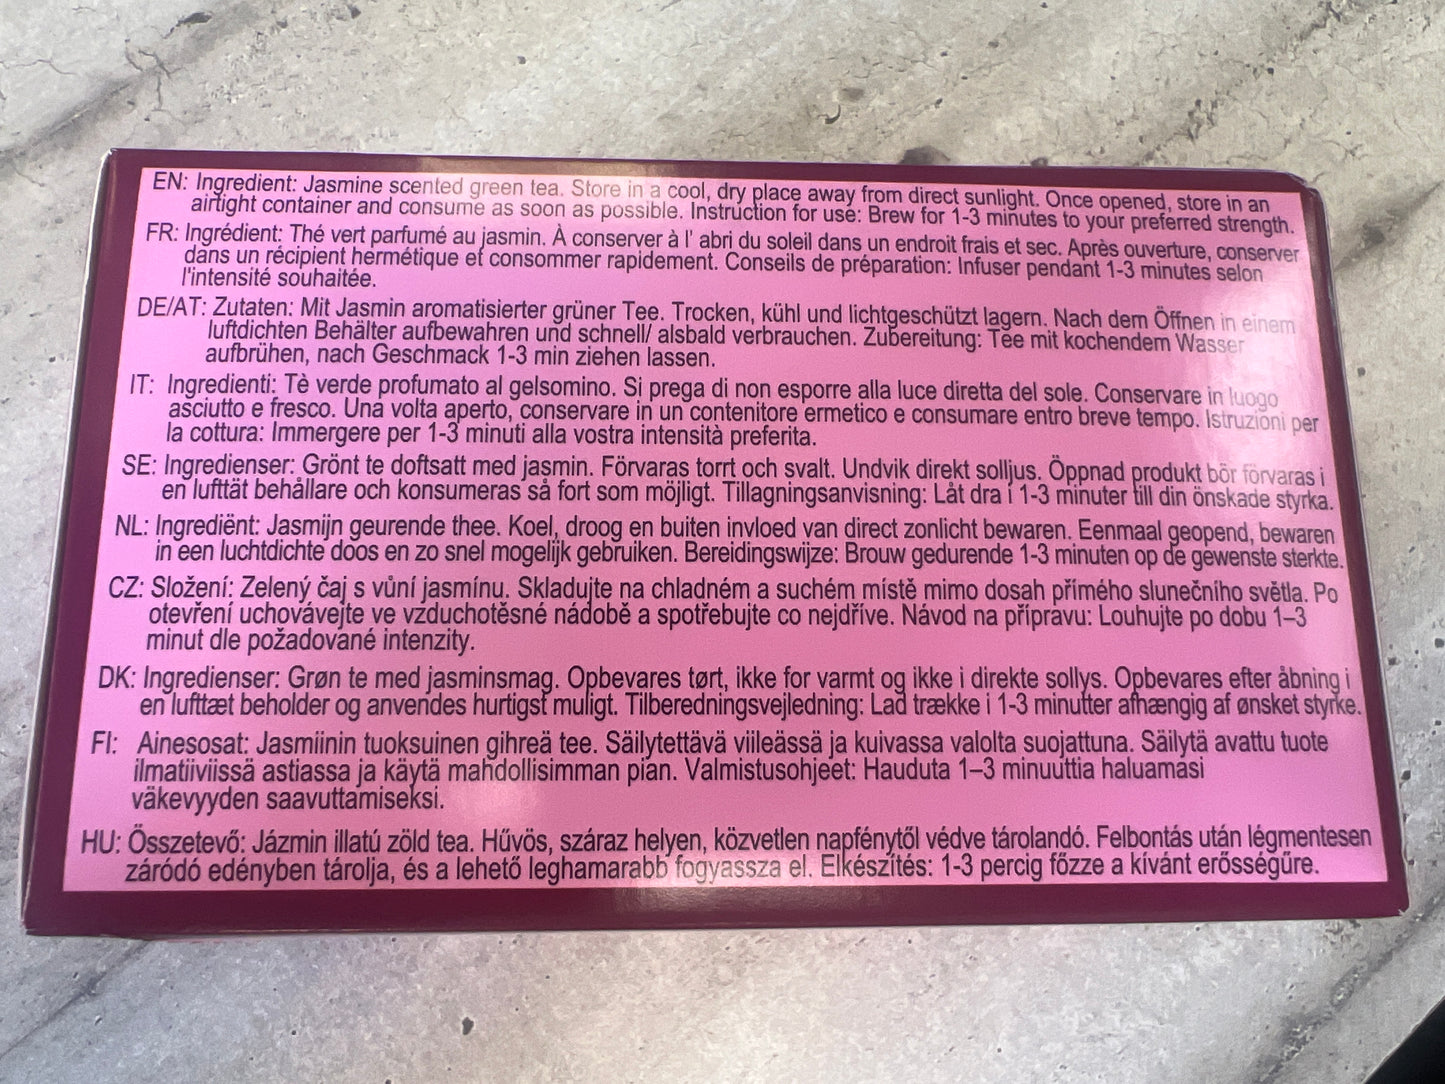 EN: Ingredient: Jasmine scented green tea. Store in a cool, dry place away from direct sunlight. Once opened, store in an
airtight container and consume as soon as possible. Instruction for use: Brew for 1-3 minutes to your preferred strength.
FR: Ingrédient: Thé vert parfumé au jasmin. À conserver à l' abri du soleil dans un endroit frais et sec. Après ouverture, conserver
dans un récipient hermétique et consommer rapidement. Conseils de préparation: Infuser pendant 1-3 minutes selon
l'intensité souhaitée.
DE/AT: Zutaten: Mit Jasmin aromatisierter grüner Tee. Trocken, kühl und lichtgeschützt lagern. Nach dem Öffnen in einem
luftdichten Behälter aufbewahren und schnell/ alsbald verbrauchen. Zubereitung: Tee mit kochendem Wasser
aufbrühen, nach Geschmack 1-3 min ziehen lassen.
IT: Ingredienti: Tè verde profumato al gelsomino. Si prega di non esporre alla luce diretta del sole. Conservare in luogo
asciutto e fresco. Una volta aperto, conservare in un contenitore ermetico e consumare entro breve tempo. Istruzioni per
la cottura: Immergere per 1-3 minuti alla vostra intensità preferita.
SE: Ingredienser: Grönt te doftsatt med jasmin. Förvaras torrt och svalt. Undvik direkt solljus. Öppnad produkt bör förvaras i
en lufttät behållare och konsumeras så fort som möjligt. Tillagningsanvisning: Låt dra i 1-3 minuter till din önskade styrka.
NL: Ingrediënt: Jasmijn geurende thee. Koel, droog en buiten invloed van direct zonlicht bewaren. Eenmaal geopend, bewaren
in een luchtdichte doos en zo snel mogelijk gebruiken. Bereidingswijze: Brouw gedurende 1-3 minuten op de gewenste sterkte.
CZ: Složení: Zelený čaj s vůní jasmínu. Skladujte na chladném a suchém místě mimo dosah přímého slunečního světla. Po
otevření uchovávejte ve vzduchotěsné nádobě a spotřebujte co nejdříve. Návod na přípravu: Louhujte po dobu 1–3
minut dle požadované intenzity.
DK: Ingredienser: Grøn te med jasminsmag. Opbevares tørt, ikke for varmt og ikke i direkte sollys. Opbevares efter åbning i
en lufttæt beholder og anvendes hurtigst muligt. Tilberedningsvejledning: Lad trække i 1-3 minutter afhængig af ønsket styrke.
FI: Ainesosat: Jasmiinin tuoksuinen gihreä tee. Säilytettävä viileässä ja kuivassa valolta suojattuna. Säilytä avattu tuote
ilmatiiviissä astiassa ja käytä mahdollisimman pian. Valmistusohjeet: Hauduta 1–3 minuuttia haluamasi
väkevyyden saavuttamiseksi.
HU: Összetevő: Jázmin illatú zöld tea. Hűvös, száraz helyen, közvetlen napfénytől védve tárolandó. Felbontás után légmentesen
záródó edényben tárolja, és a lehető leghamarabb fogyassza el. Elkészítés: 1-3 percig főzze a kívánt erősségűre.